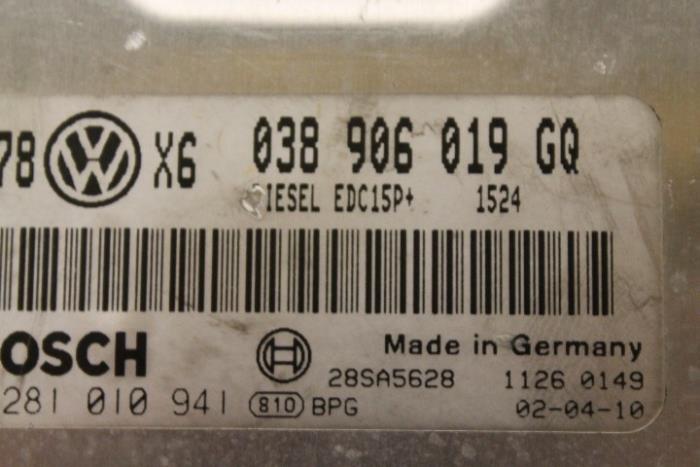 78 VW X6 038 906 019 GQ
IESEL EDC15P+ 1524
OSCH Made in Germany
28SA5628 1126 0149
281 010 941 810 BPG 02-04-10